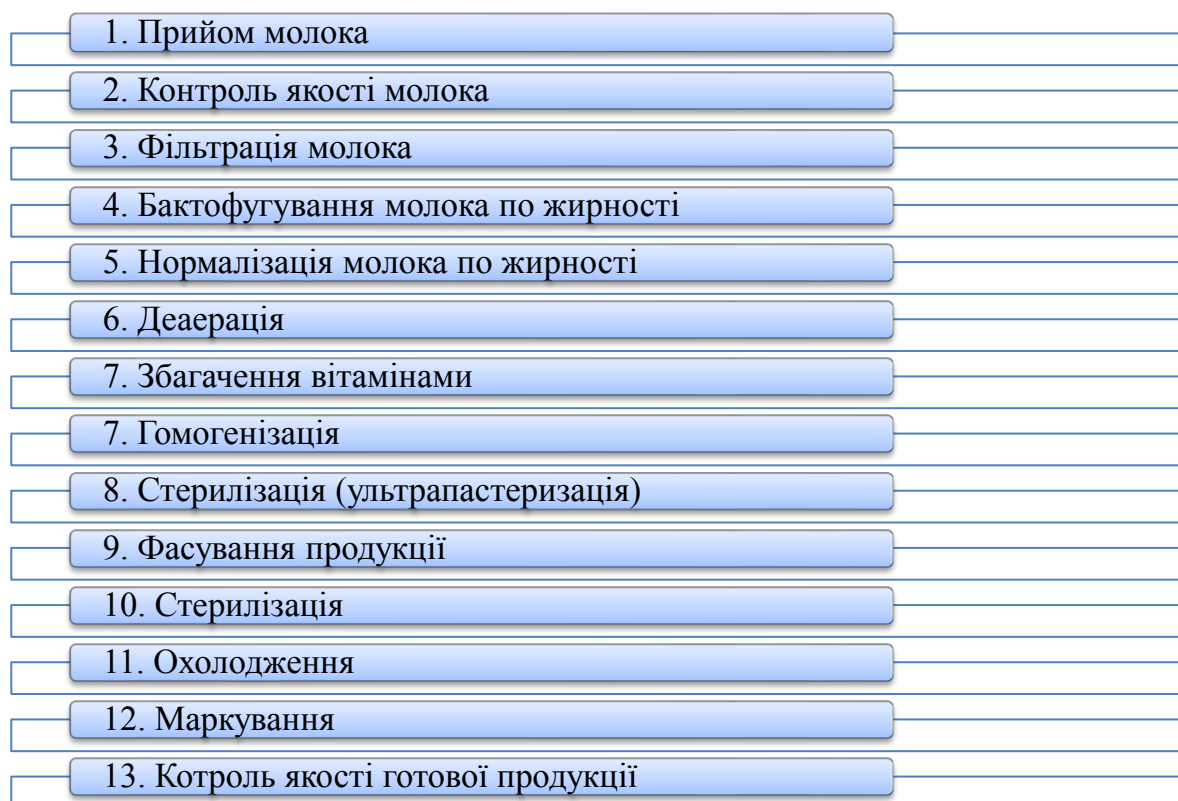 1. Прийом молока
2. Контроль якості молока
3. Фільтрація молока
4. Бактофугування молока по жирності
5. Нормалізація молока по жирності
6. Деаерація
7. Збагачення вітамінами
7. Гомогенізація
8. Стерилізація (ультрапастеризація)
9. Фасування продукції
10. Стерилізація
11. Охолодження
12. Маркування
13. Котроль якості готової продукції